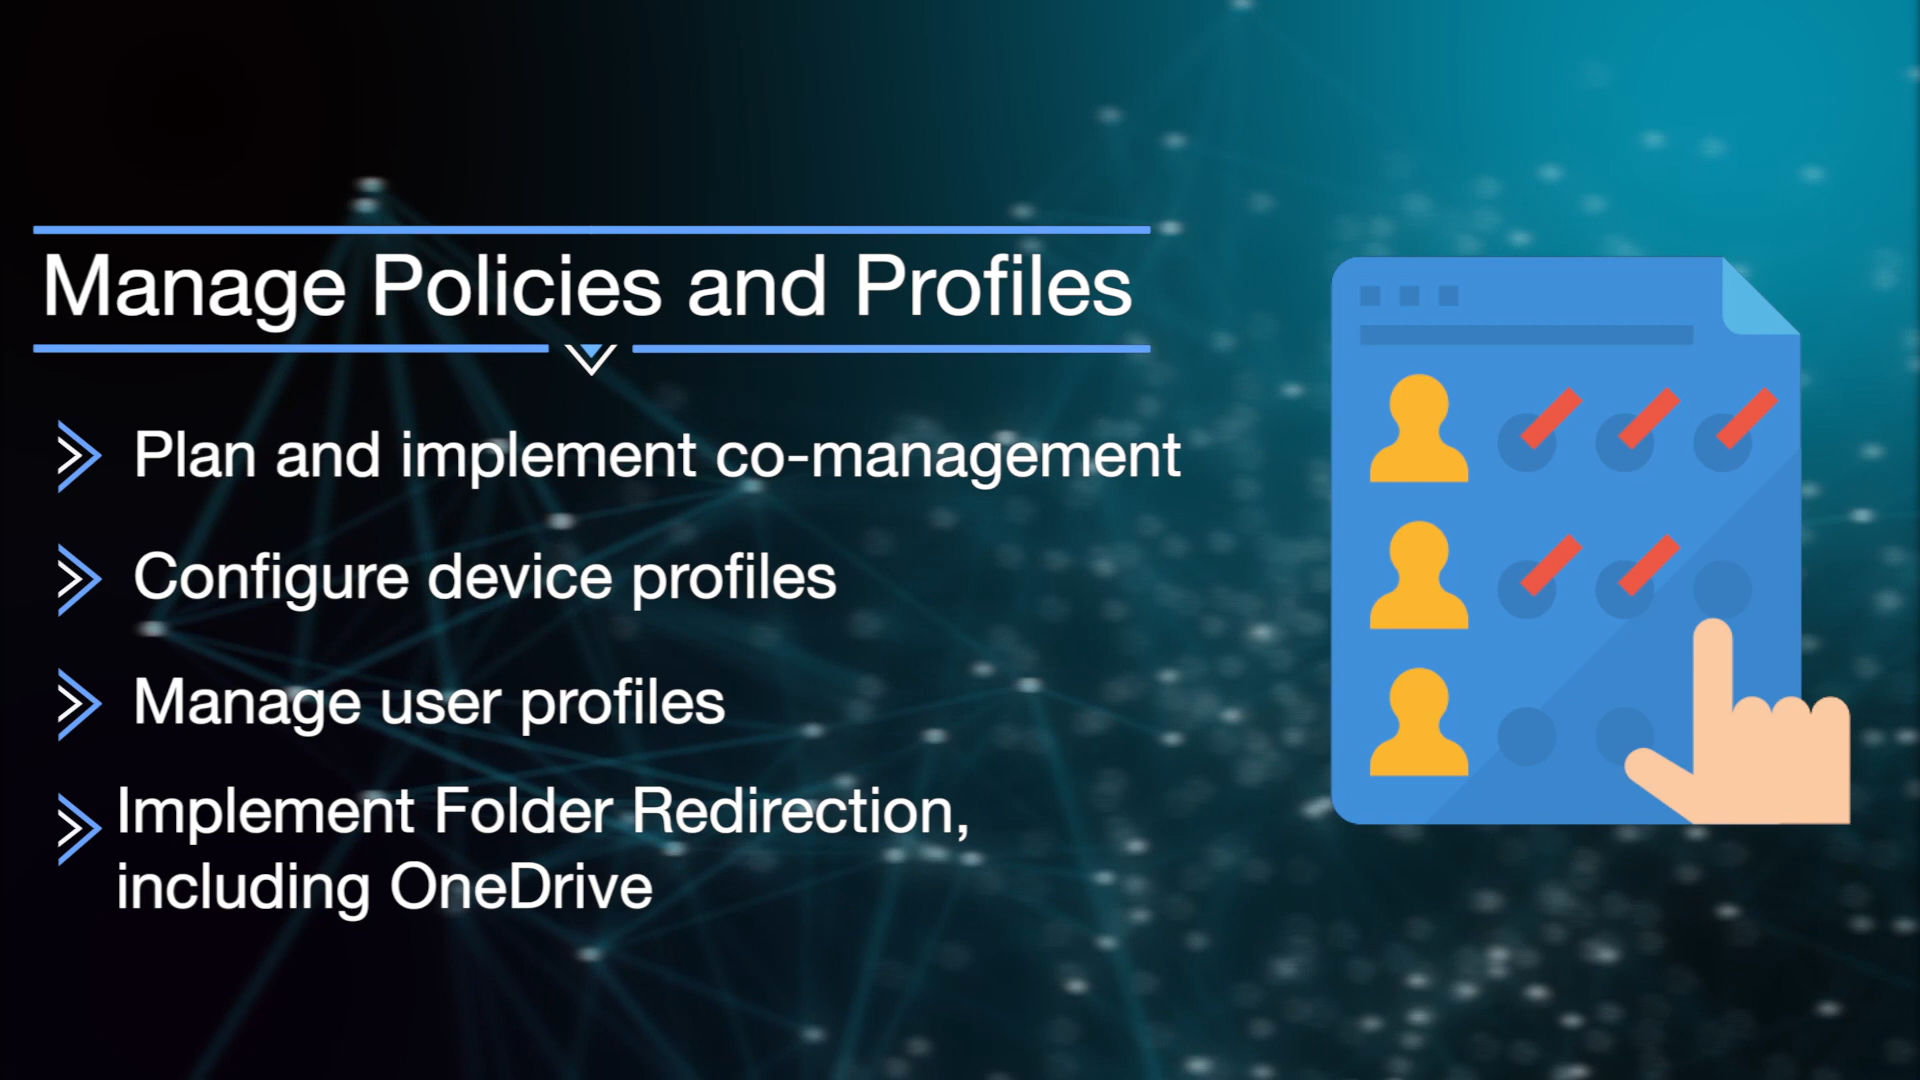 Manage Policies and Profiles
Plan and implement co-management
Configure device profiles
Manage user profiles
Implement Folder Redirection,
including OneDrive